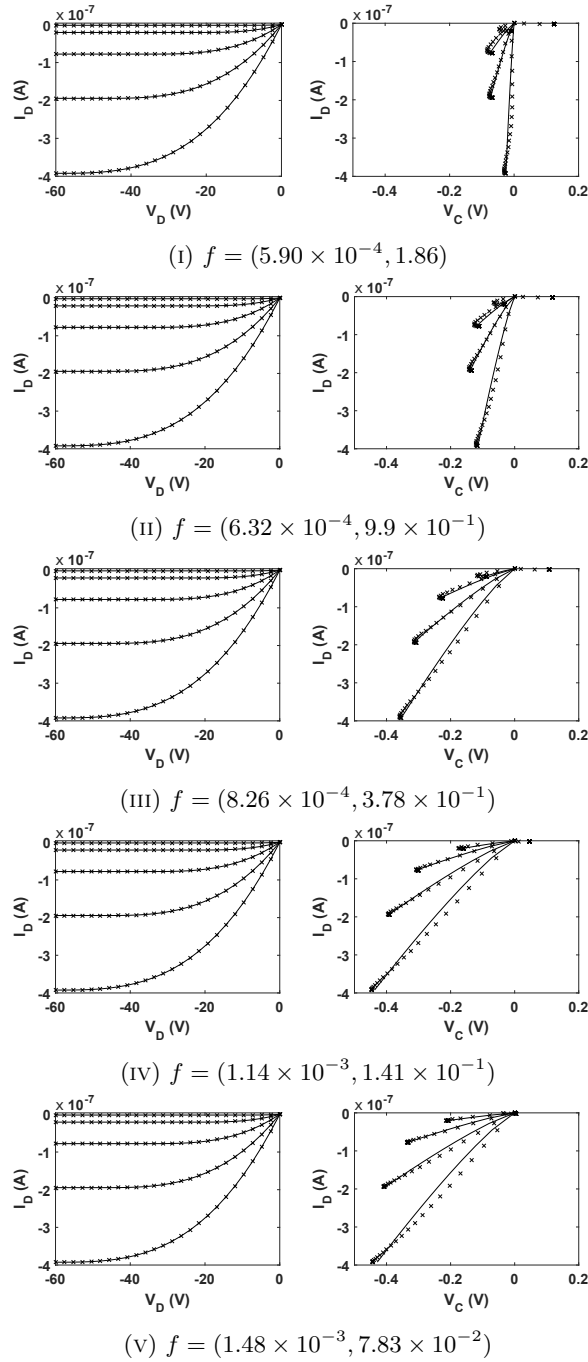 x 10⁻⁷ x 10⁻⁷
0 0
-1 -1
-2 -2
-3 -3
-4 -4
I_D (A) I_D (A)
-60 -40 -20 0 -0.4 -0.2 0 0.2
V_D (V) V_C (V)
(I) f = (5.90 × 10⁻⁴, 1.86)
x 10⁻⁷ x 10⁻⁷
0 0
-1 -1
-2 -2
-3 -3
-4 -4
I_D (A) I_D (A)
-60 -40 -20 0 -0.4 -0.2 0 0.2
V_D (V) V_C (V)
(II) f = (6.32 × 10⁻⁴, 9.9 × 10⁻¹)
x 10⁻⁷ x 10⁻⁷
0 0
-1 -1
-2 -2
-3 -3
-4 -4
I_D (A) I_D (A)
-60 -40 -20 0 -0.4 -0.2 0 0.2
V_D (V) V_C (V)
(III) f = (8.26 × 10⁻⁴, 3.78 × 10⁻¹)
x 10⁻⁷ x 10⁻⁷
0 0
-1 -1
-2 -2
-3 -3
-4 -4
I_D (A) I_D (A)
-60 -40 -20 0 -0.4 -0.2 0 0.2
V_D (V) V_C (V)
(IV) f = (1.14 × 10⁻³, 1.41 × 10⁻¹)
x 10⁻⁷ x 10⁻⁷
0 0
-1 -1
-2 -2
-3 -3
-4 -4
I_D (A) I_D (A)
-60 -40 -20 0 -0.4 -0.2 0 0.2
V_D (V) V_C (V)
(V) f = (1.48 × 10⁻³, 7.83 × 10⁻²)